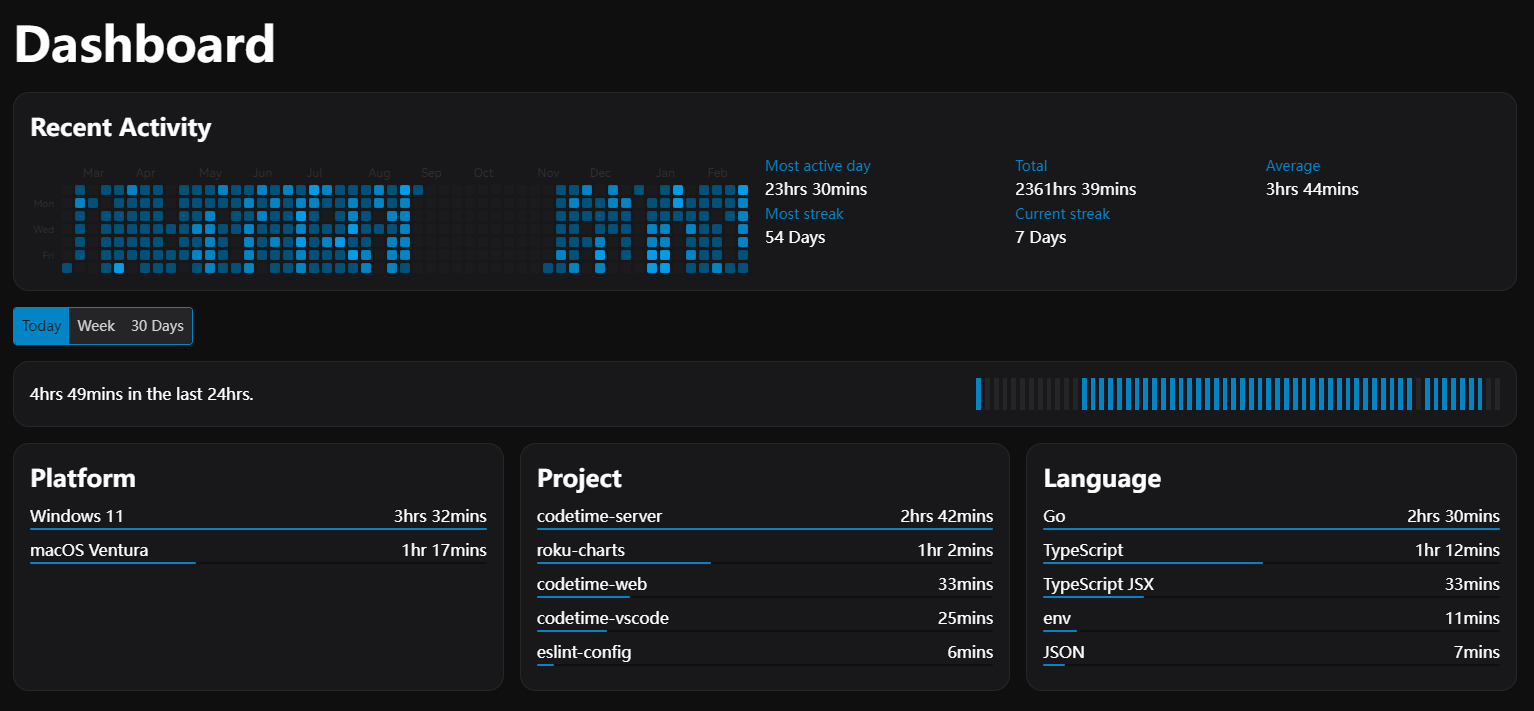 Dashboard
Recent Activity
Mar Apr May Jun Jul Aug Sep Oct Nov Dec Jan Feb
Mon
Wed
Fri
Most active day
23hrs 30mins
Total
2361hrs 39mins
Average
3hrs 44mins
Most streak
54 Days
Current streak
7 Days
Today Week 30 Days
4hrs 49mins in the last 24hrs.
Platform
Windows 11 3hrs 32mins
macOS Ventura 1hr 17mins
Project
codetime-server 2hrs 42mins
roku-charts 1hr 2mins
codetime-web 33mins
codetime-vscode 25mins
eslint-config 6mins
Language
Go 2hrs 30mins
TypeScript 1hr 12mins
TypeScript JSX 33mins
env 11mins
JSON 7mins